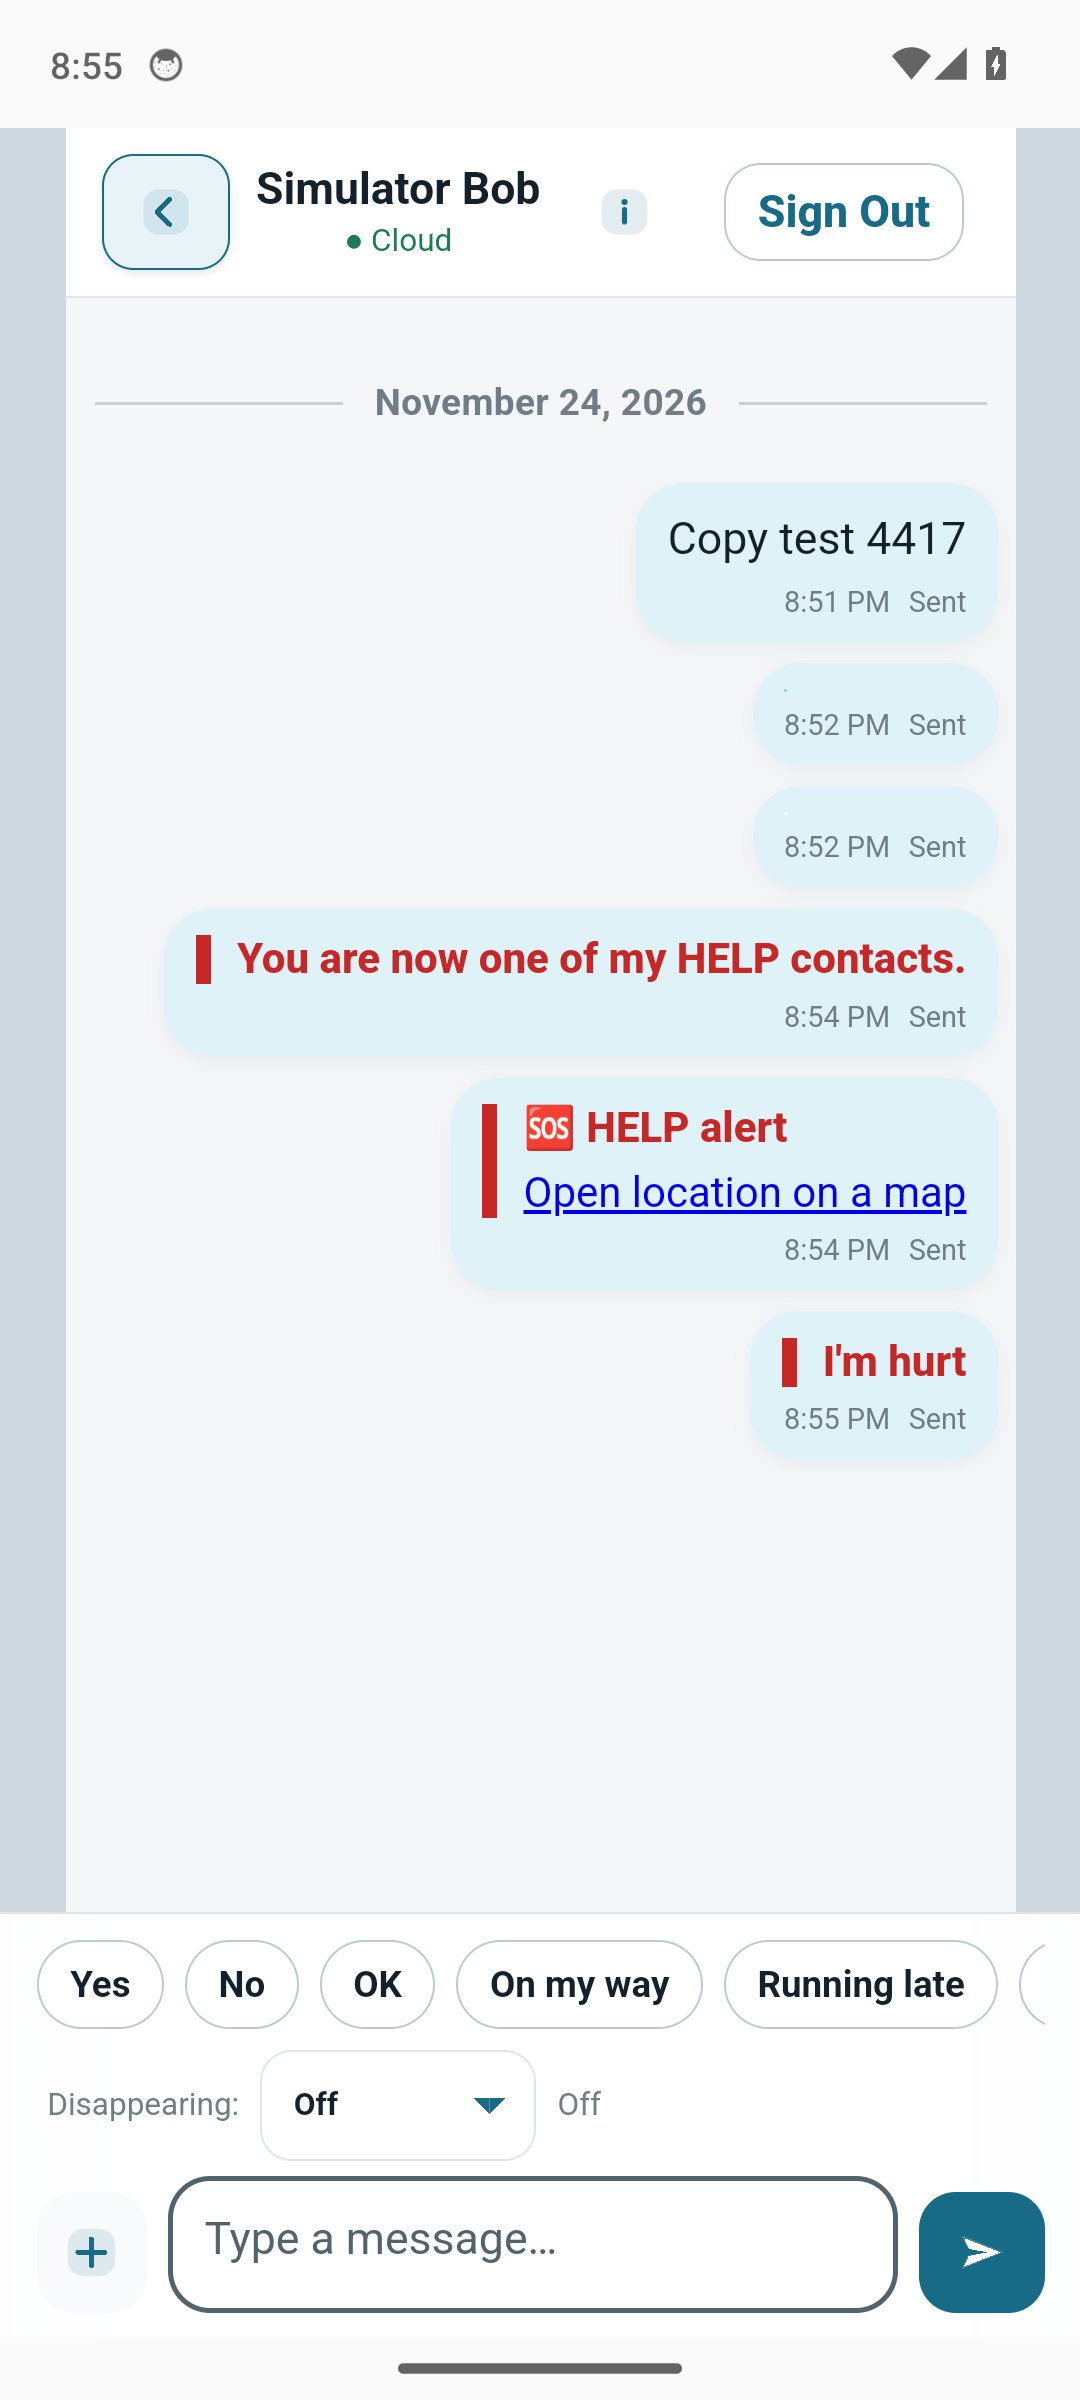 8:55
Simulator Bob
Cloud
Sign Out
November 24, 2026
Copy test 4417
8:51 PM Sent
8:52 PM Sent
8:52 PM Sent
You are now one of my HELP contacts.
8:54 PM Sent
🆘 HELP alert
Open location on a map
8:54 PM Sent
I'm hurt
8:55 PM Sent
Yes No OK On my way Running late
Disappearing: Off Off
Type a message…